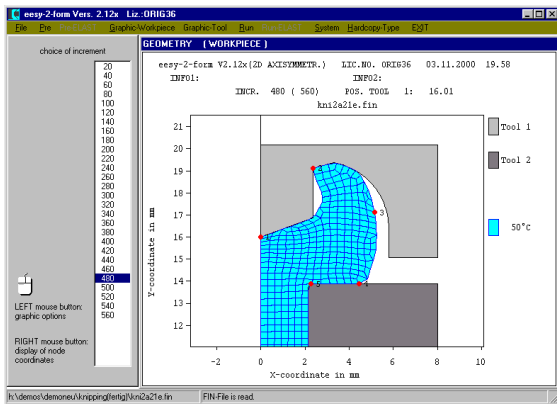 eesy-2-form Vers. 2.12x Liz.:ORIG36
File Pre Graphic-Workpiece Graphic-Tool Run System Hardcopy-Type EXIT
choice of increment
20
40
60
80
100
120
140
160
180
200
220
240
260
280
300
320
340
360
380
400
420
440
460
480
500
520
540
560
LEFT mouse button:
graphic options
RIGHT mouse button:
display of node
coordinates
GEOMETRY (WORKPIECE)
eesy-2-form V2.12x(2D AXISYMMETR.) LIC.NO. ORIG36 03.11.2000 19.58
INFO1: INFO2:
INCR. 480 ( 560) POS. TOOL 1: 16.01
kni2a21e.fin
Y-coordinate in mm
21
20
19
18
17
16
15
14
13
12
-2 0 2 4 6 8 10
X-coordinate in mm
3
5
Tool 1
Tool 2
50°C
h:\demos\demoneu\knipping(fertig)\kni2a21e.fin FIN-File is read.